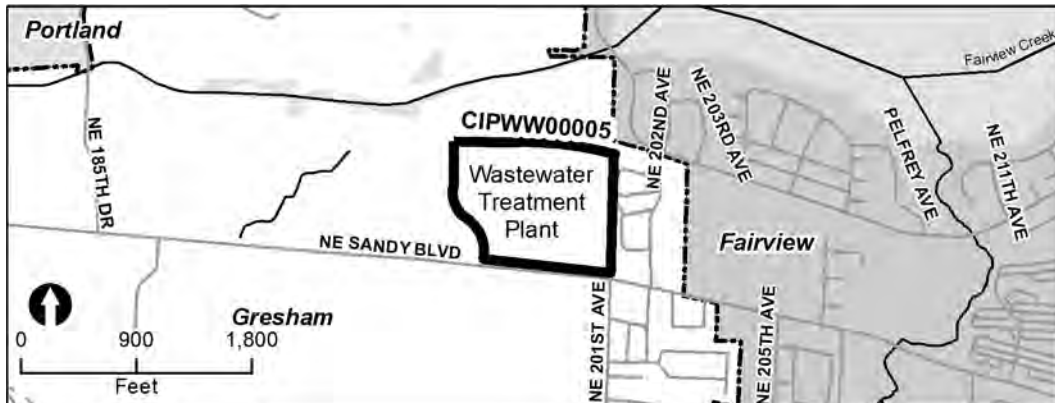 Portland
Fairview Creek
CIPWW00005
NE 202ND AVE
NE 203RD AVE
PELFREY AVE
NE 211TH AVE
NE 185TH DR
Wastewater
Treatment
Plant
NE SANDY BLVD
Fairview
Gresham
NE 201ST AVE
NE 205TH AVE
0 900 1,800
Feet